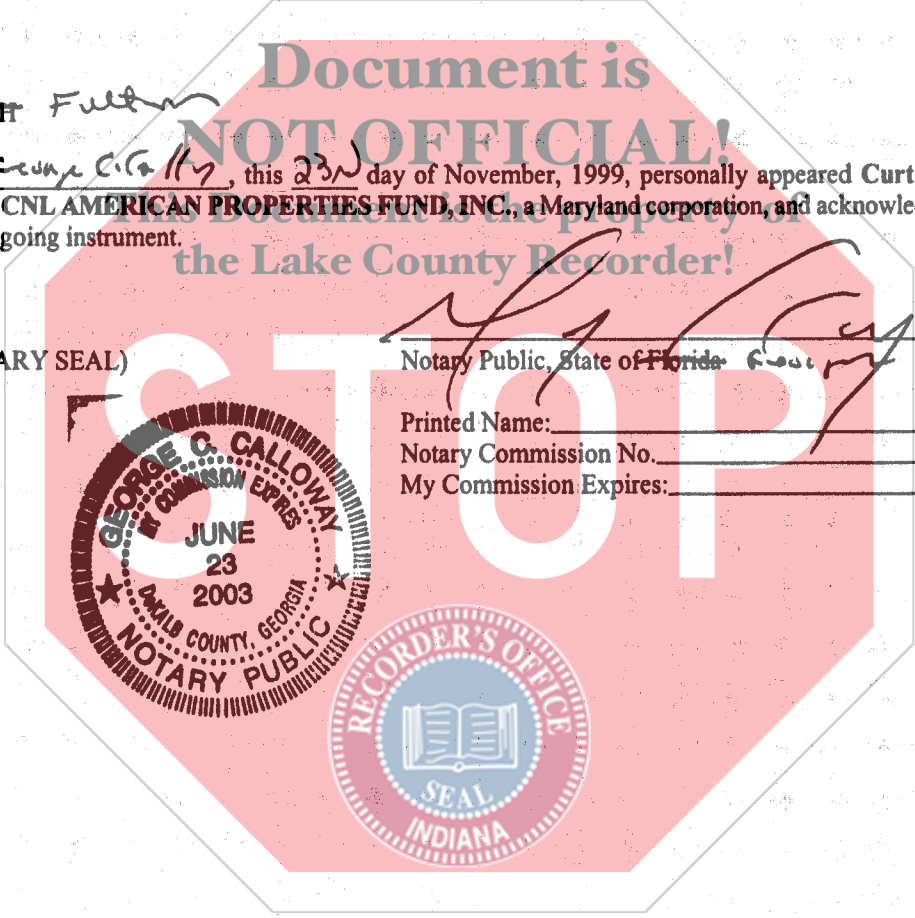 Document is
NOT OFFICIAL!
This Document is the property of
the Lake County Recorder!
STOP
Fulton
, this 23rd day of November, 1999, personally appeared Curt
CNL AMERICAN PROPERTIES FUND, INC., a Maryland corporation, and acknowle
going instrument.
ARY SEAL)
Notary Public, State of Florida
Printed Name:
Notary Commission No.
My Commission Expires:
GEORGE C. CALLOWAY
MY COMMISSION EXPIRES
JUNE
23
2003
DeKALB COUNTY, GEORGIA
NOTARY PUBLIC
RECORDER'S OFFICE
SEAL
INDIANA